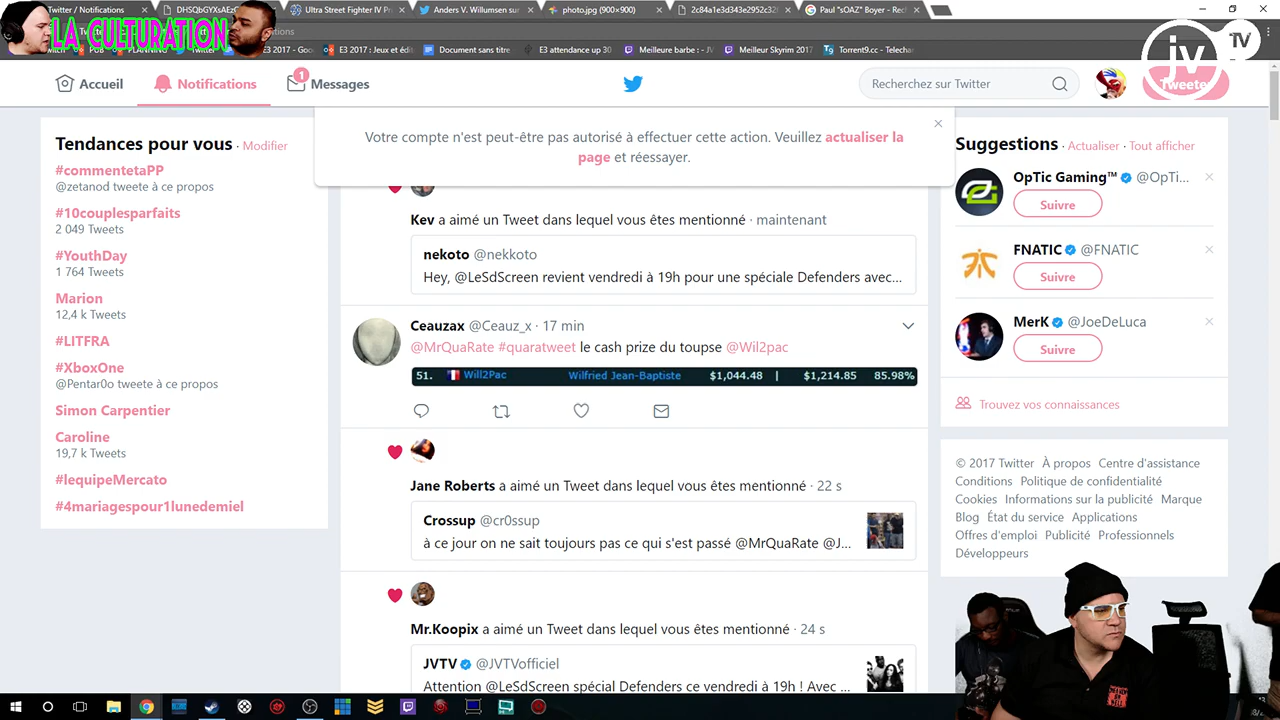 Twitter / Notifications
DHSQbGYXsAEzG
Ultra Street Fighter IV Pr
Anders V. Willumsen sur
photo.jpg (900×900)
2c84a1e3d343e2552c32
Paul "sOAZ" Boyer - Red
LA CULTURATION
E3 2017 - Goo
E3 2017 : Jeux et édit
Document sans titre
E3 attendance up 30
Meilleure barbe : - JV
Meilleur Skyrim 2017
Torrent9.cc - Télécha
jv TV
Accueil
Notifications
1
Messages
Recherchez sur Twitter
Tweeter
Votre compte n'est peut-être pas autorisé à effectuer cette action. Veuillez actualiser la
page et réessayer.
Tendances pour vous · Modifier
#commentetaPP
@zetanod tweete à ce propos
#10couplesparfaits
2 049 Tweets
#YouthDay
1 764 Tweets
Marion
12,4 k Tweets
#LITFRA
#XboxOne
@Pentar0o tweete à ce propos
Simon Carpentier
Caroline
19,7 k Tweets
#lequipeMercato
#4mariagespour1lunedemiel
Kev a aimé un Tweet dans lequel vous êtes mentionné · maintenant
nekoto @nekkoto
Hey, @LeSdScreen revient vendredi à 19h pour une spéciale Defenders avec...
Ceauzax @Ceauz_x · 17 min
@MrQuaRate #quaratweet le cash prize du toupse @Wil2pac
51. Will2Pac Wilfried Jean-Baptiste $1,044.48 | $1,214.85 85.98%
Jane Roberts a aimé un Tweet dans lequel vous êtes mentionné · 22 s
Crossup @cr0ssup
à ce jour on ne sait toujours pas ce qui s'est passé @MrQuaRate @J...
Mr.Koopix a aimé un Tweet dans lequel vous êtes mentionné · 24 s
JVTV @JVTVofficiel
Attention @LeSdScreen spécial Defenders ce vendredi à 19h ! Avec ...
Suggestions · Actualiser · Tout afficher
OpTic Gaming™ @OpTi...
Suivre
FNATIC @FNATIC
Suivre
MerK @JoeDeLuca
Suivre
Trouvez vos connaissances
© 2017 Twitter À propos Centre d'assistance
Conditions Politique de confidentialité
Cookies Informations sur la publicité Marque
Blog État du service Applications
Offres d'emploi Publicité Professionnels
Développeurs